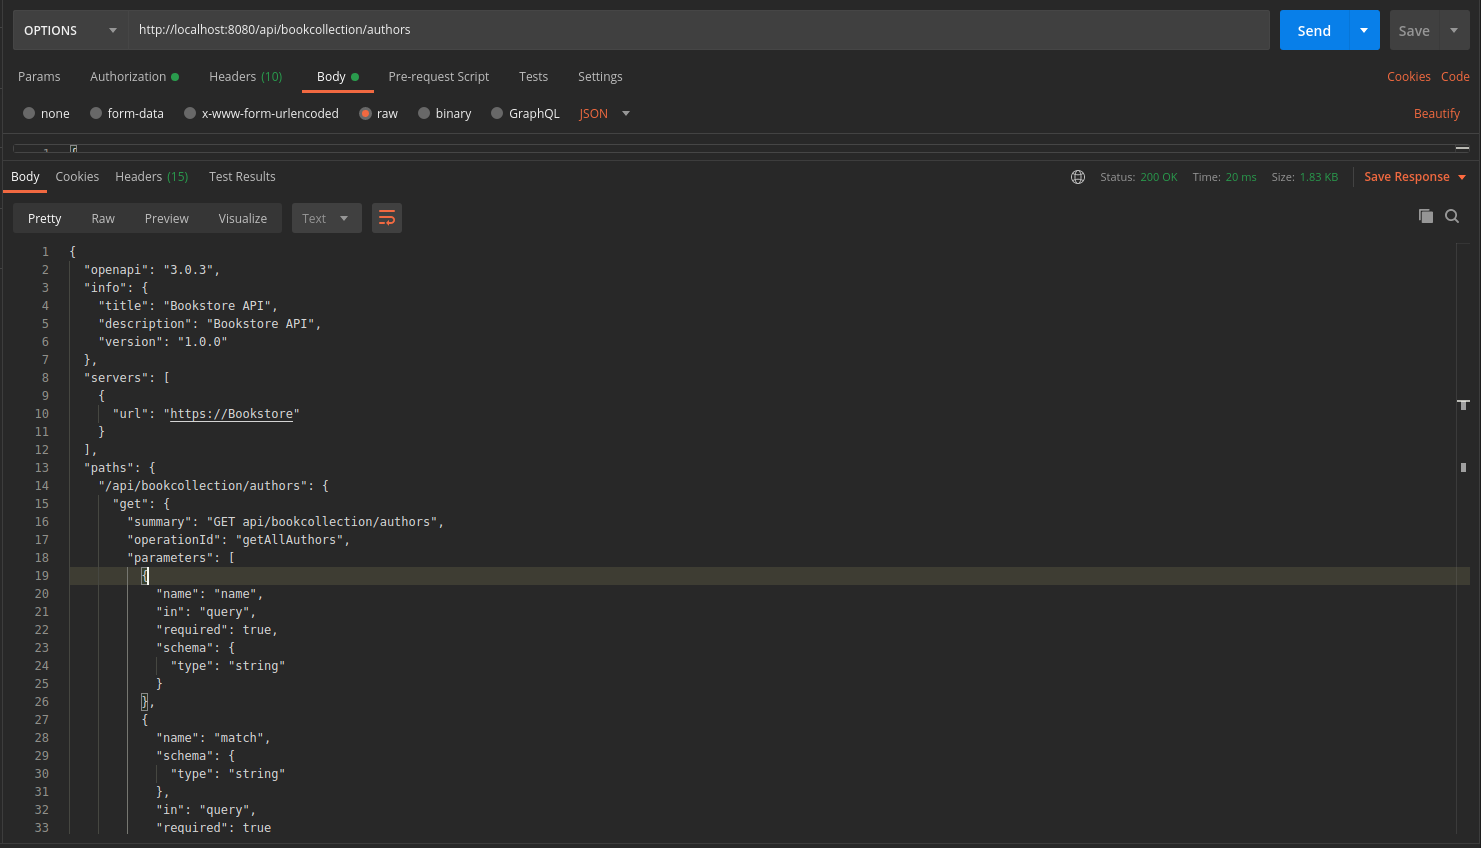 OPTIONS http://localhost:8080/api/bookcollection/authors Send Save
Params Authorization Headers (10) Body Pre-request Script Tests Settings Cookies Code
none form-data x-www-form-urlencoded raw binary GraphQL JSON Beautify
Body Cookies Headers (15) Test Results Status: 200 OK Time: 20 ms Size: 1.83 KB Save Response
Pretty Raw Preview Visualize Text
1 {
2 "openapi": "3.0.3",
3 "info": {
4 "title": "Bookstore API",
5 "description": "Bookstore API",
6 "version": "1.0.0"
7 },
8 "servers": [
9 {
10 "url": "https://Bookstore"
11 }
12 ],
13 "paths": {
14 "/api/bookcollection/authors": {
15 "get": {
16 "summary": "GET api/bookcollection/authors",
17 "operationId": "getAllAuthors",
18 "parameters": [
19 {
20 "name": "name",
21 "in": "query",
22 "required": true,
23 "schema": {
24 "type": "string"
25 }
26 },
27 {
28 "name": "match",
29 "schema": {
30 "type": "string"
31 },
32 "in": "query",
33 "required": true